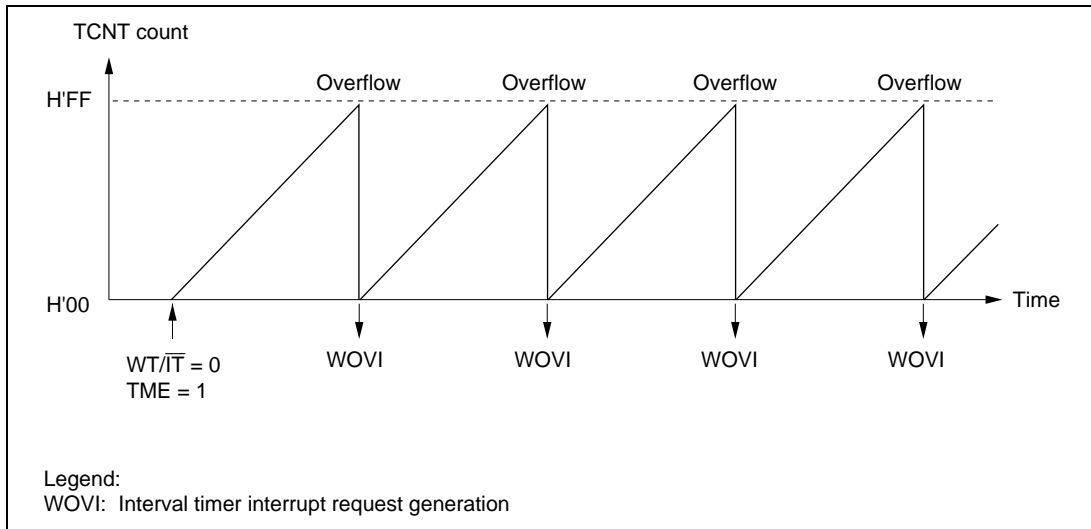 TCNT count
Overflow Overflow Overflow Overflow
H'FF
H'00
Time
WT/I̅T̅ = 0
TME = 1
WOVI WOVI WOVI WOVI
Legend:
WOVI: Interval timer interrupt request generation